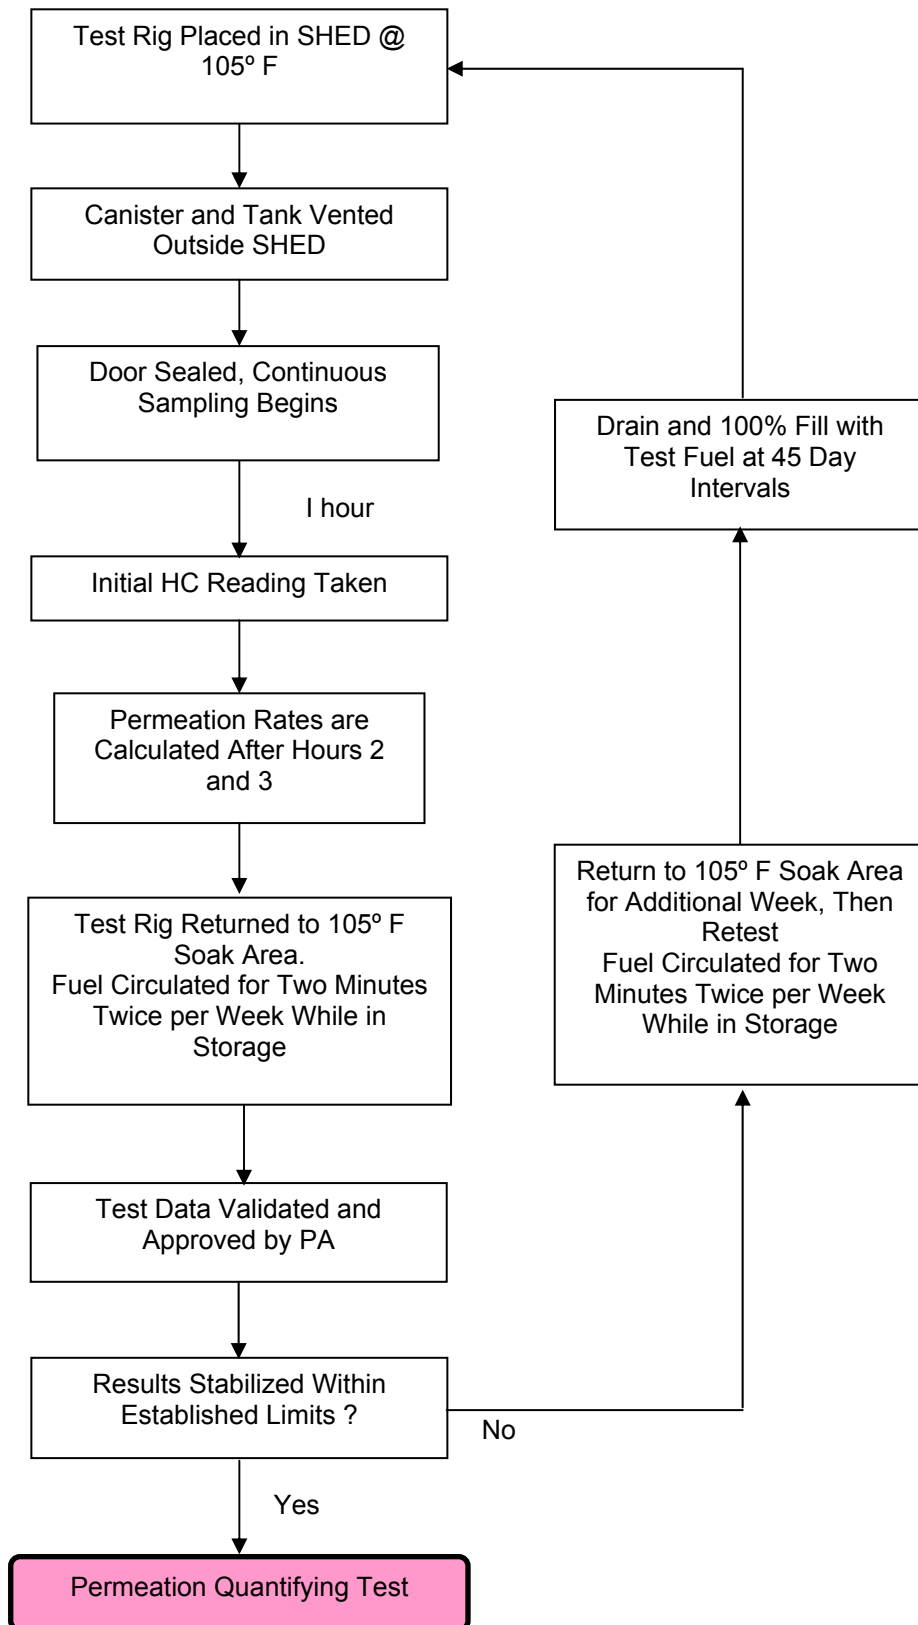 Test Rig Placed in SHED @
105º F
Canister and Tank Vented
Outside SHED
Door Sealed, Continuous
Sampling Begins
I hour
Initial HC Reading Taken
Permeation Rates are
Calculated After Hours 2
and 3
Test Rig Returned to 105º F
Soak Area.
Fuel Circulated for Two Minutes
Twice per Week While in
Storage
Test Data Validated and
Approved by PA
Results Stabilized Within
Established Limits ?
No
Yes
Permeation Quantifying Test
Drain and 100% Fill with
Test Fuel at 45 Day
Intervals
Return to 105º F Soak Area
for Additional Week, Then
Retest
Fuel Circulated for Two
Minutes Twice per Week
While in Storage